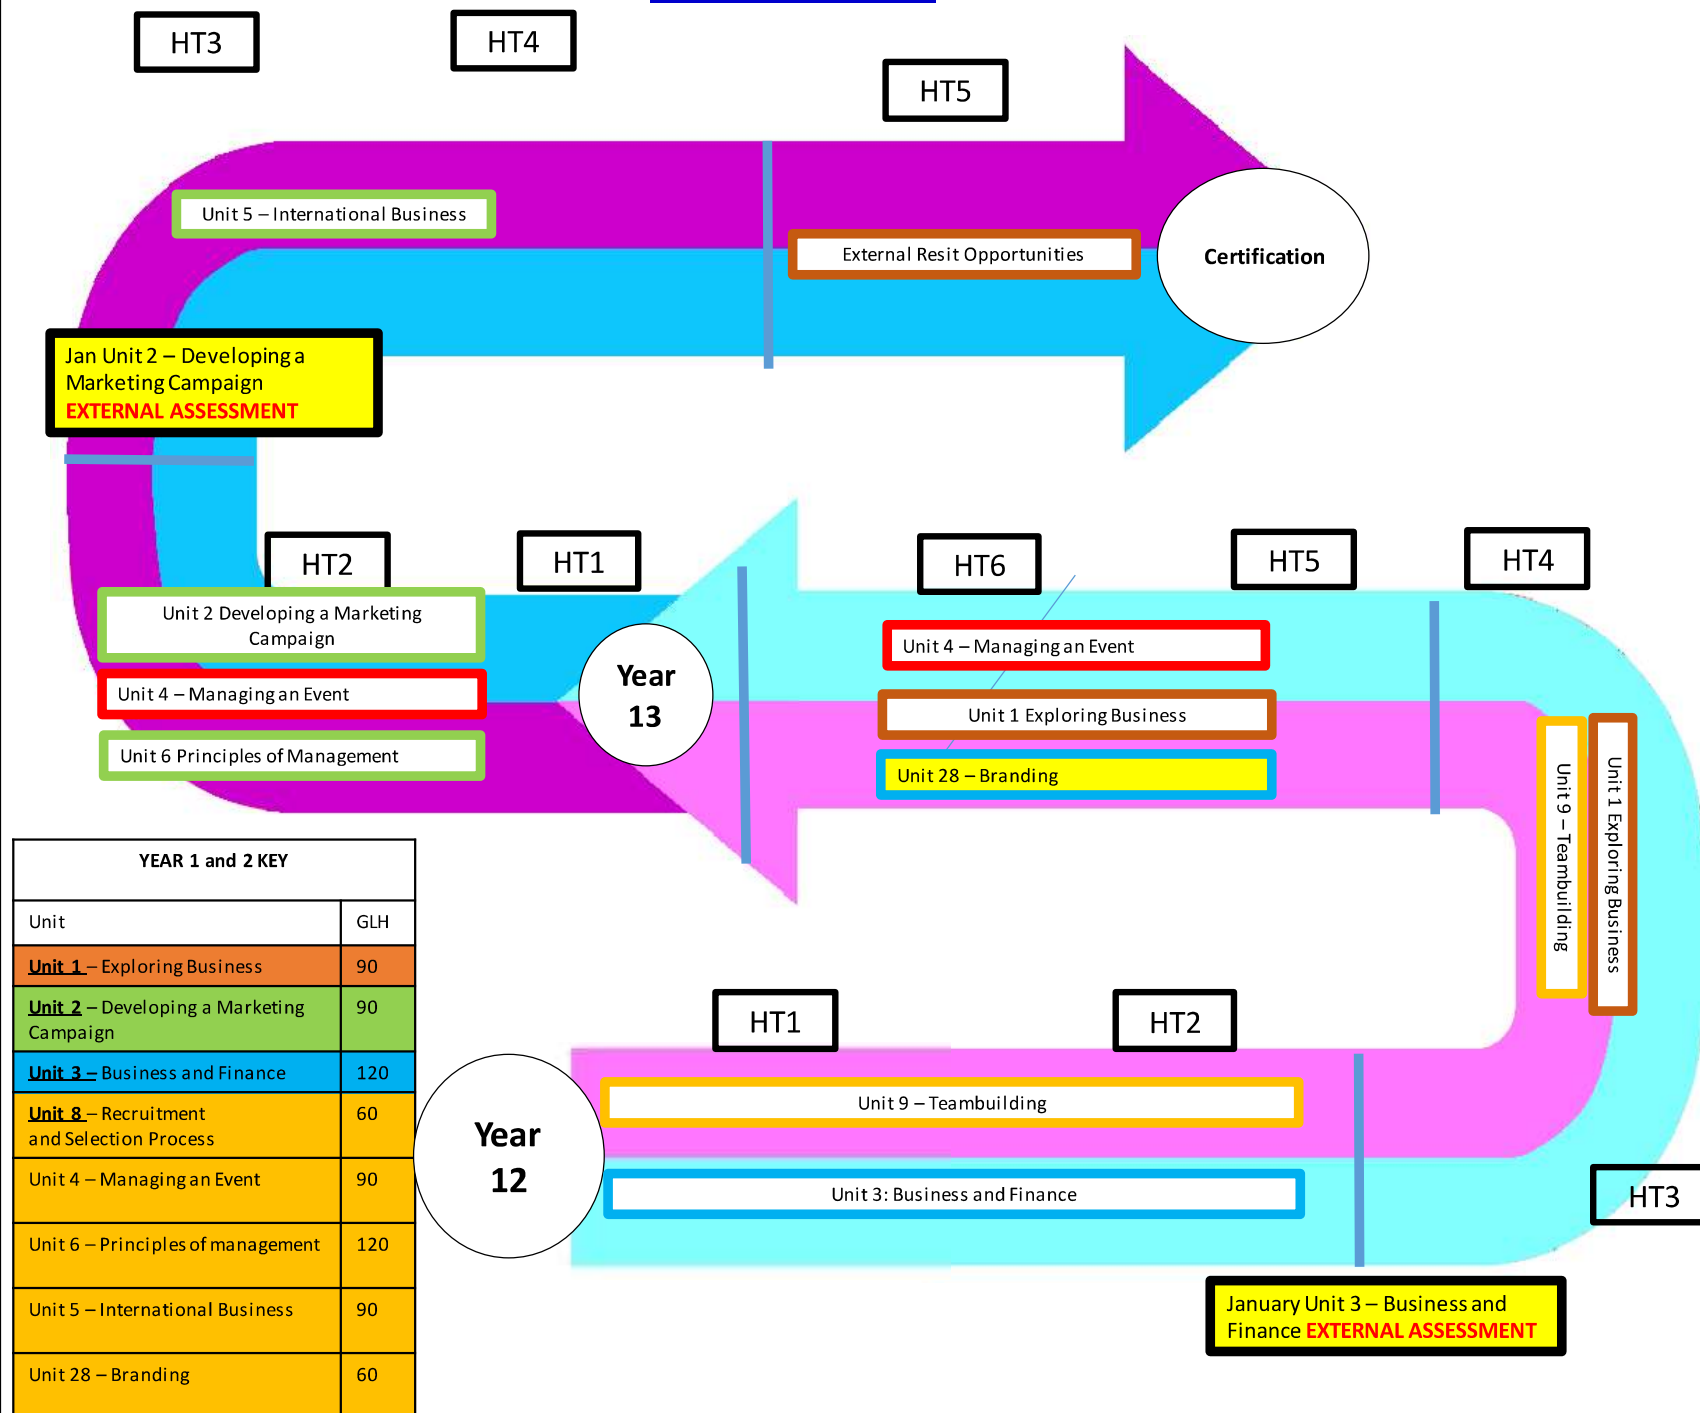 HT3
HT4
HT5
Unit 5 – International Business
External Resit Opportunities
Certification
Jan Unit 2 – Developing a
Marketing Campaign
EXTERNAL ASSESSMENT
HT2
HT1
HT6
HT5
HT4
Unit 2 Developing a Marketing
Campaign
Unit 4 – Managing an Event
Unit 6 Principles of Management
Year
13
Unit 4 – Managing an Event
Unit 1 Exploring Business
Unit 28 – Branding
Unit 9 – Teambuilding
Unit 1 Exploring Business
YEAR 1 and 2 KEY
Unit GLH
Unit 1 – Exploring Business 90
Unit 2 – Developing a Marketing 90
Campaign
Unit 3 – Business and Finance 120
Unit 8 – Recruitment 60
and Selection Process
Unit 4 – Managing an Event 90
Unit 6 – Principles of management 120
Unit 5 – International Business 90
Unit 28 – Branding 60
HT1
HT2
Year
12
Unit 9 – Teambuilding
Unit 3: Business and Finance
HT3
January Unit 3 – Business and
Finance EXTERNAL ASSESSMENT